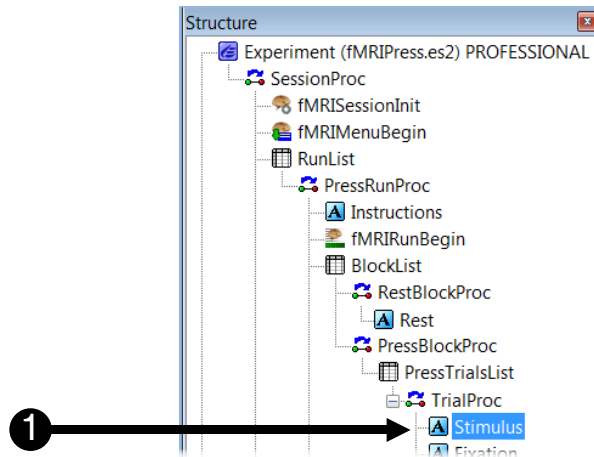 Structure
Experiment (fMRIPress.es2) PROFESSIONAL
SessionProc
fMRISessionInit
fMRIMenuBegin
RunList
PressRunProc
A Instructions
fMRIRunBegin
BlockList
RestBlockProc
A Rest
PressBlockProc
PressTrialsList
TrialProc
1 A Stimulus
A Fixation